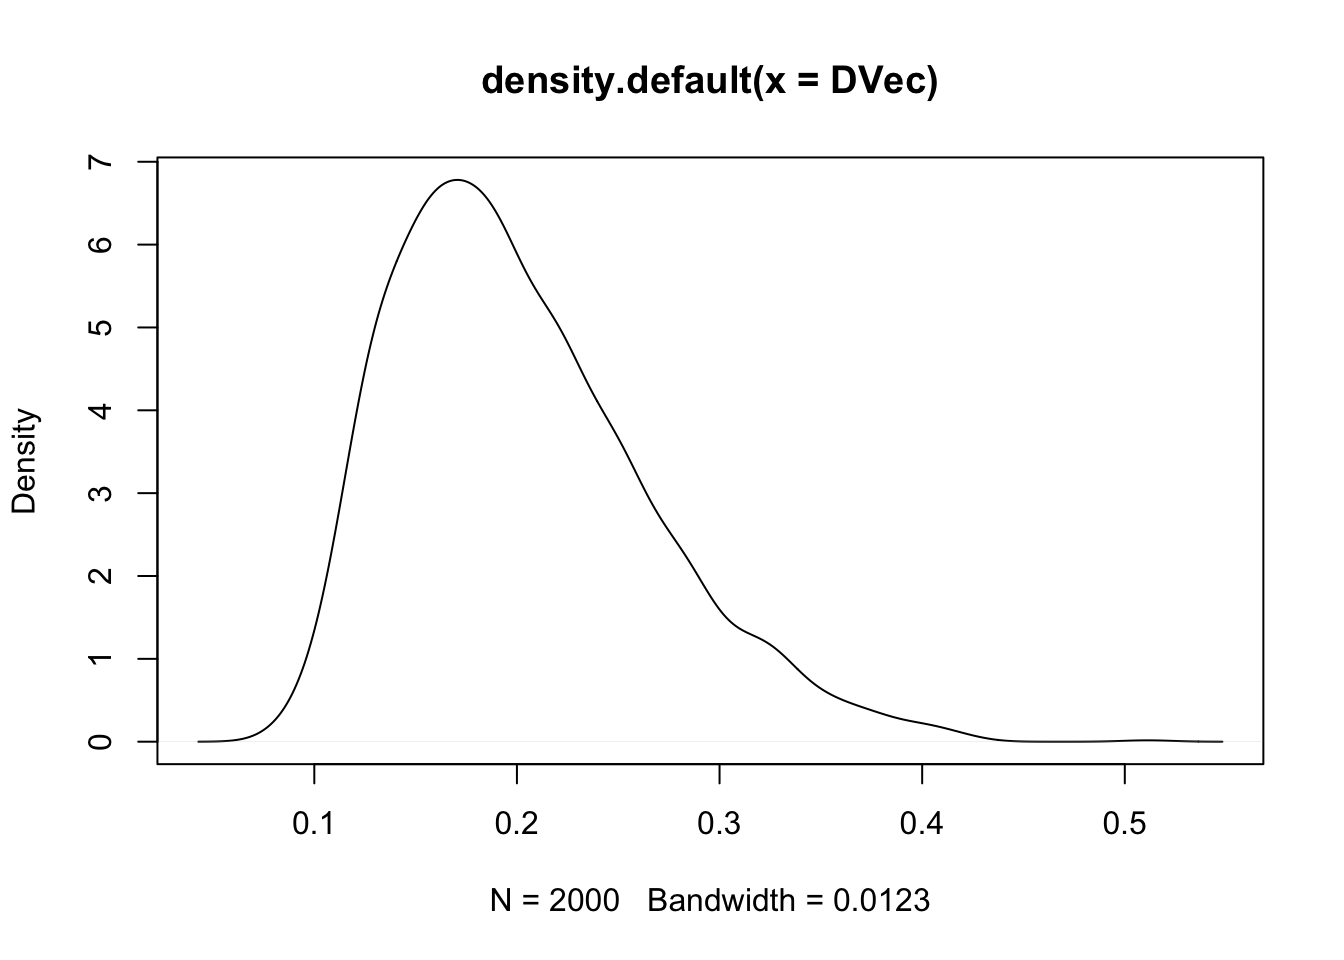 density.default(x = DVec)
Density
7
6
5
4
3
2
1
0
0.1 0.2 0.3 0.4 0.5
N = 2000 Bandwidth = 0.0123